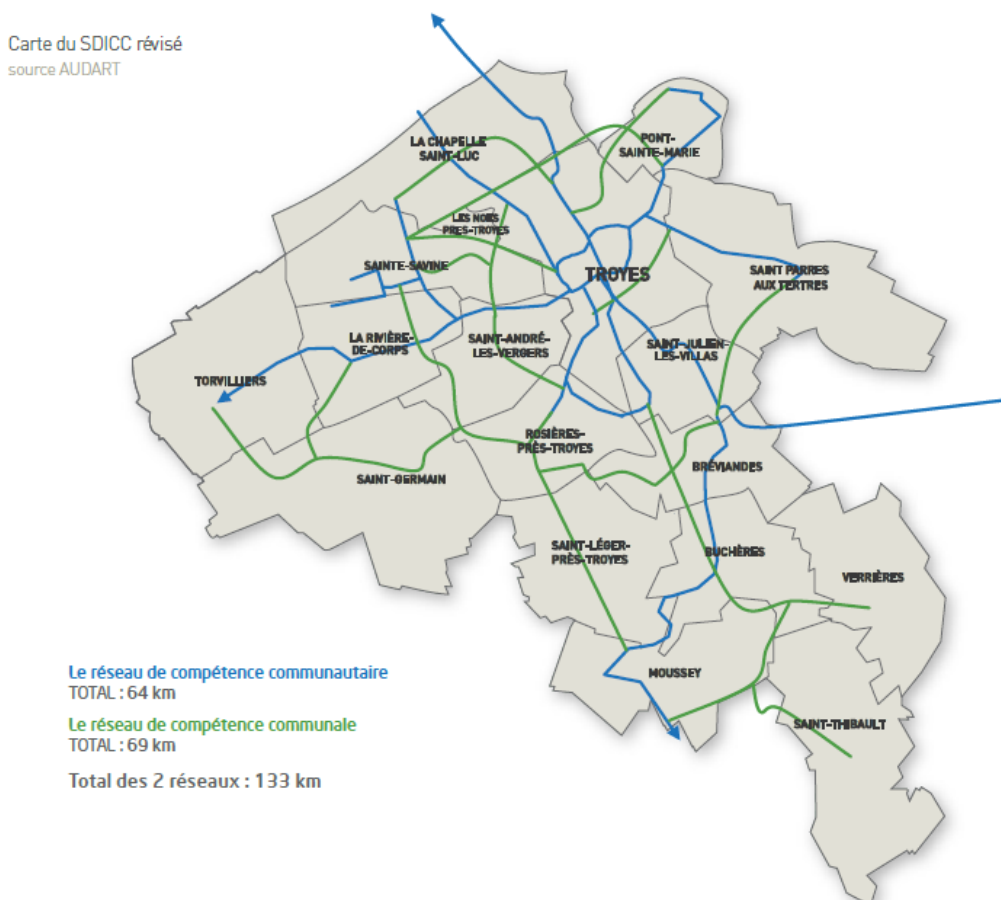 Carte du SDICC révisé
source AUDART
LA CHAPELLE
SAINT-LUC
PONT-
SAINTE-MARIE
LES NOES
PRES-TROYES
SAINTE-SAVINE
TROYES
SAINT PARRES
AUX TERTRES
LA RIVIÈRE-
DE-CORPS
SAINT-ANDRÉ-
LES-VERGERS
SAINT-JULIEN-
LES-VILLAS
TORVILLIERS
ROSIÈRES-
PRÈS-TROYES
SAINT-GERMAIN
BRÉVIANDES
SAINT-LÉGER-
PRÈS-TROYES
BUCHÈRES
VERRIÈRES
MOUSSEY
SAINT-THIBAULT
Le réseau de compétence communautaire
TOTAL : 64 km
Le réseau de compétence communale
TOTAL : 69 km
Total des 2 réseaux : 133 km